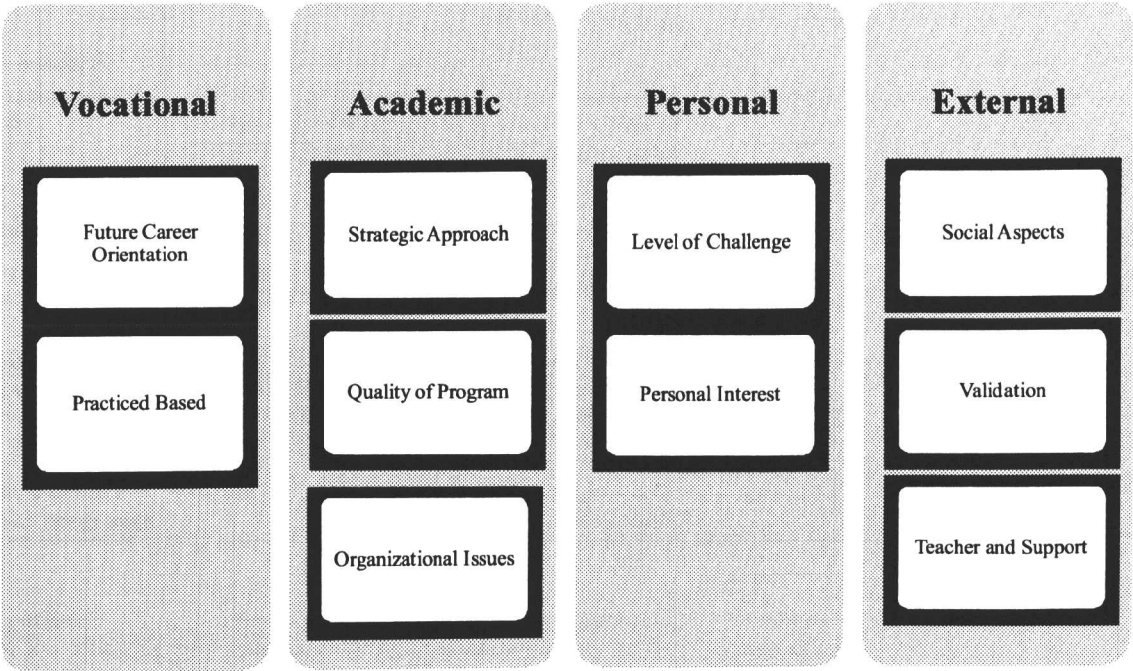 Vocational
Future Career
Orientation
Practiced Based
Academic
Strategic Approach
Quality of Program
Organizational Issues
Personal
Level of Challenge
Personal Interest
External
Social Aspects
Validation
Teacher and Support